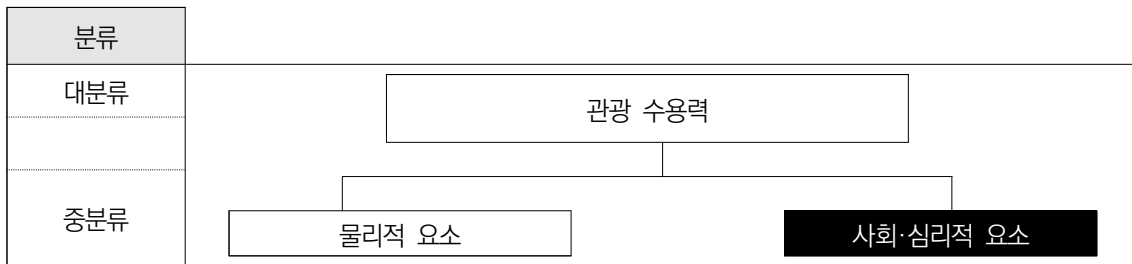 분류
대분류
관광 수용력
중분류
물리적 요소
사회·심리적 요소